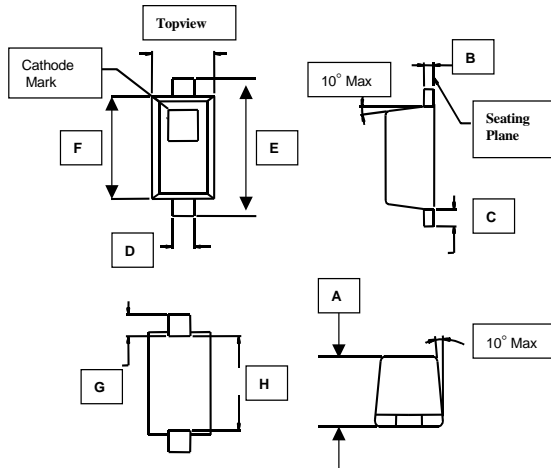 Topview
Cathode
Mark
F
E
D
10° Max
B
Seating
Plane
C
G
H
A
10° Max